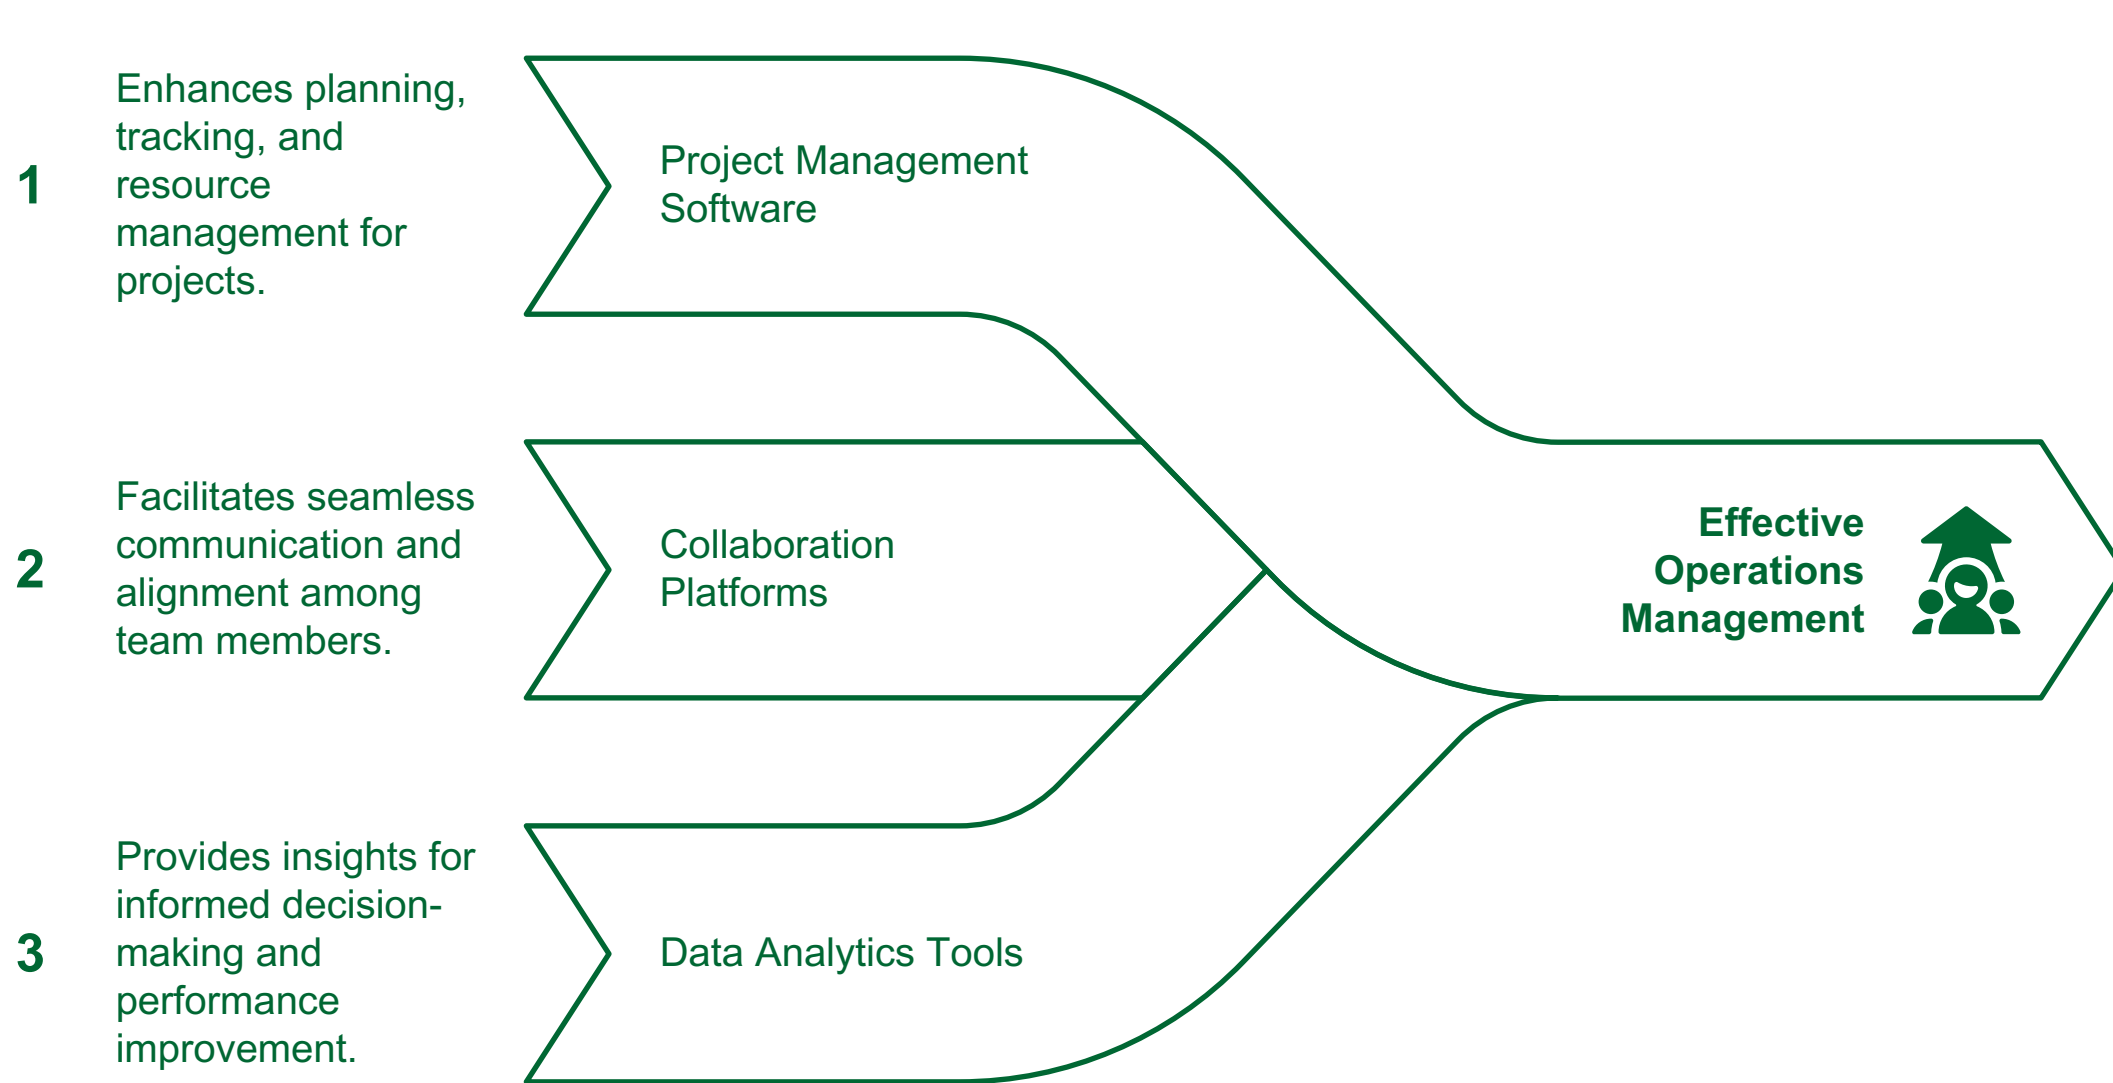 1
Enhances planning,
tracking, and
resource
management for
projects.
Project Management
Software
2
Facilitates seamless
communication and
alignment among
team members.
Collaboration
Platforms
3
Provides insights for
informed decision-
making and
performance
improvement.
Data Analytics Tools
Effective
Operations
Management